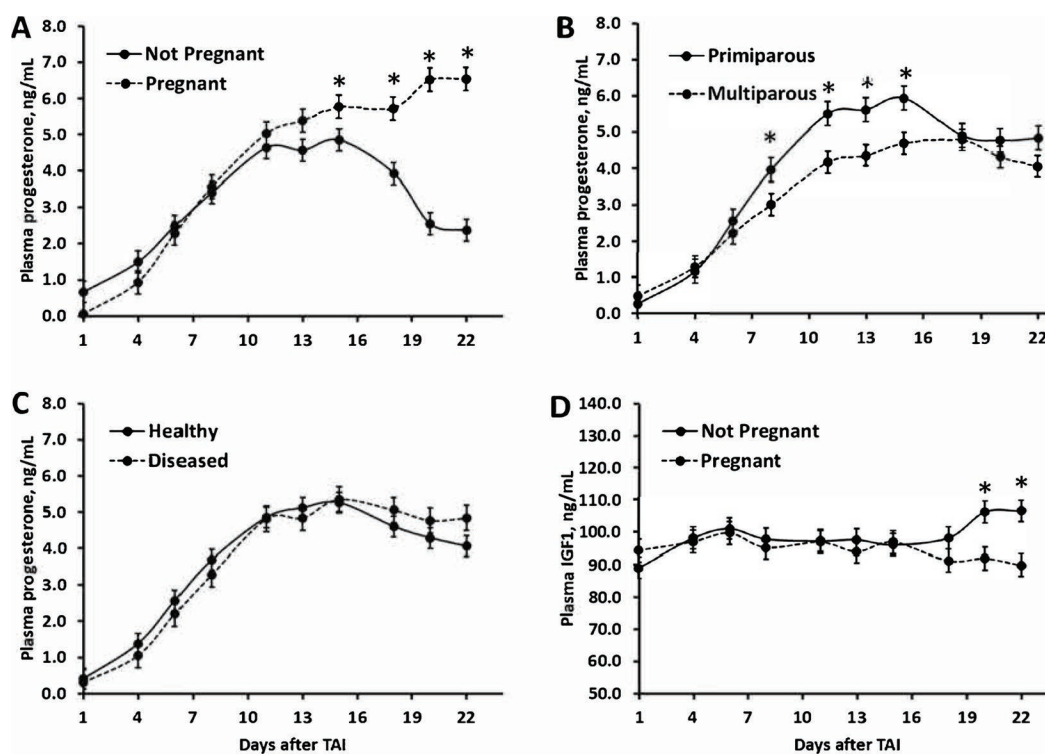 A
8.0
7.0
6.0
5.0
4.0
3.0
2.0
1.0
0.0
Plasma progesterone, ng/mL
Not Pregnant
Pregnant
* * * *
1 4 7 10 13 16 19 22
B
8.0
7.0
6.0
5.0
4.0
3.0
2.0
1.0
0.0
Plasma progesterone, ng/mL
Primiparous
Multiparous
* * * *
1 4 7 10 13 16 19 22
C
8.0
7.0
6.0
5.0
4.0
3.0
2.0
1.0
0.0
Plasma progesterone, ng/mL
Healthy
Diseased
1 4 7 10 13 16 19 22
Days after TAI
D
140.0
130.0
120.0
110.0
100.0
90.0
80.0
70.0
60.0
50.0
Plasma IGF1, ng/mL
Not Pregnant
Pregnant
* *
1 4 7 10 13 16 19 22
Days after TAI